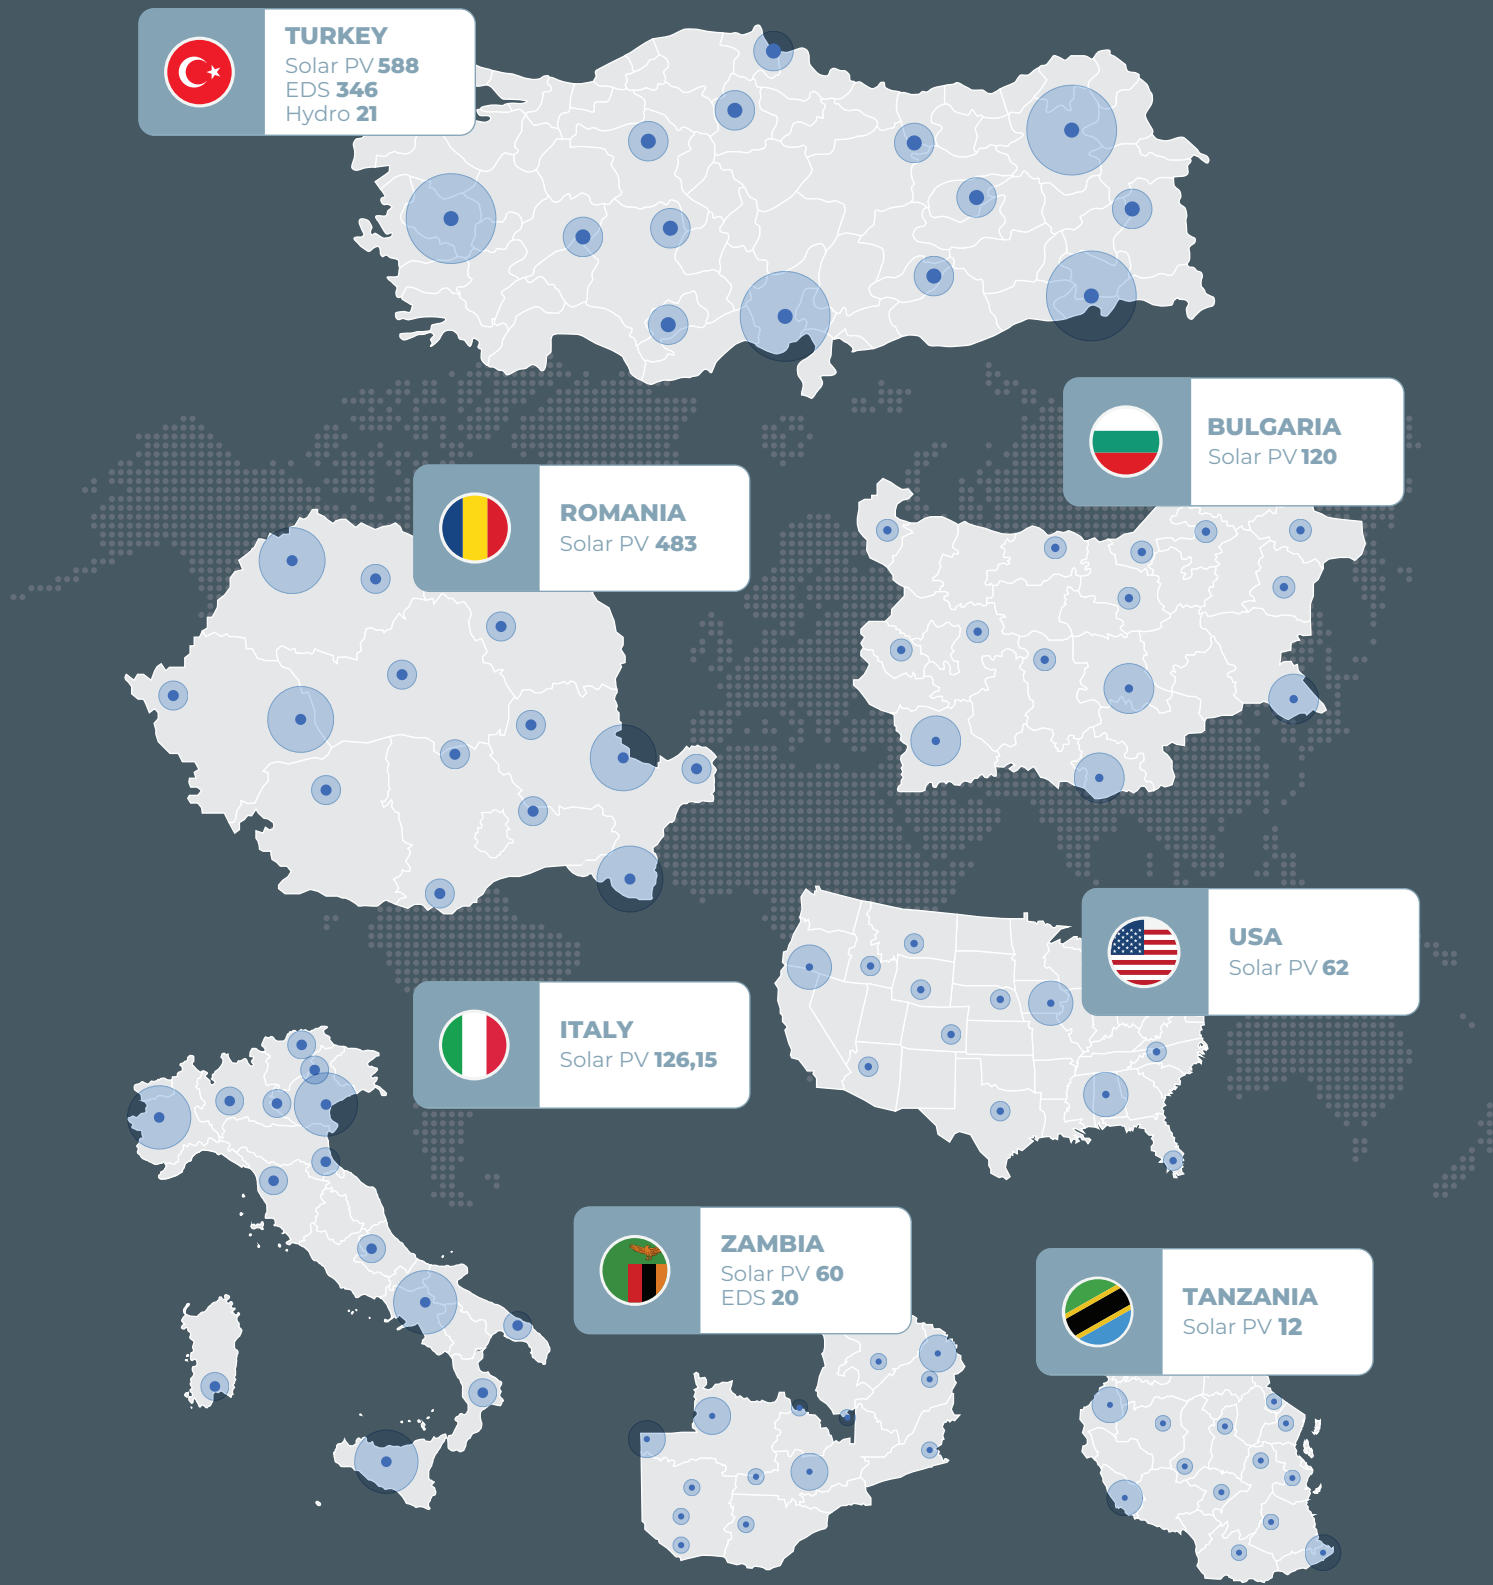 TURKEY
Solar PV 588
EDS 346
Hydro 21
BULGARIA
Solar PV 120
ROMANIA
Solar PV 483
USA
Solar PV 62
ITALY
Solar PV 126,15
ZAMBIA
Solar PV 60
EDS 20
TANZANIA
Solar PV 12